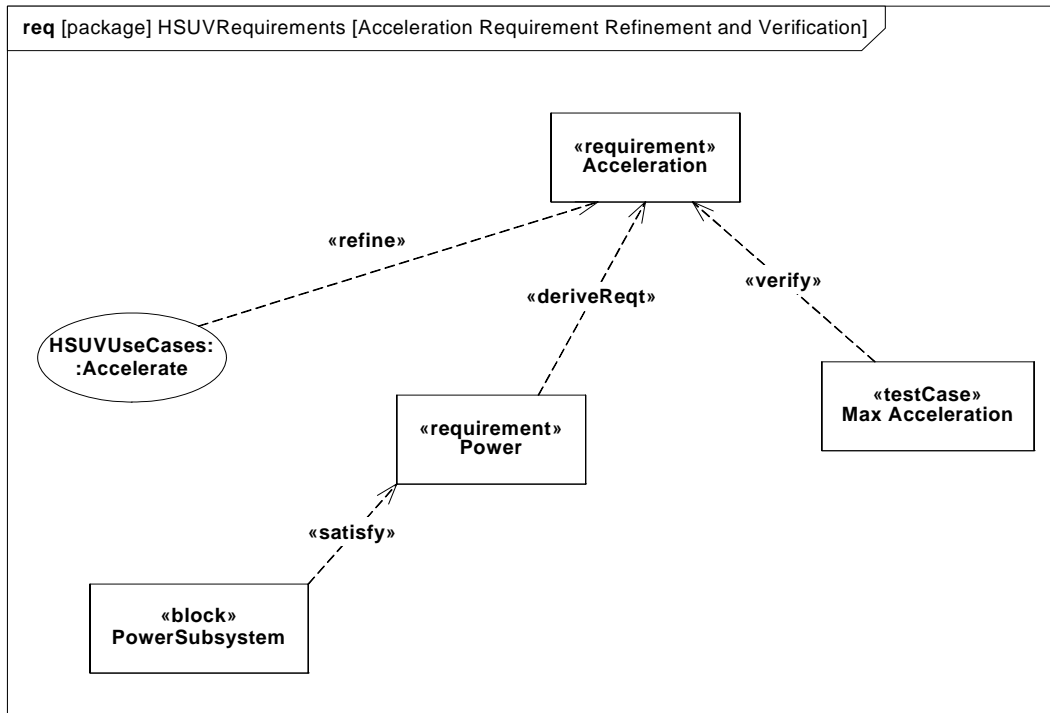 req [package] HSUVRequirements [Acceleration Requirement Refinement and Verification]
«requirement»
Acceleration
«refine»
«deriveReqt»
«verify»
HSUVUseCases:
:Accelerate
«requirement»
Power
«testCase»
Max Acceleration
«satisfy»
«block»
PowerSubsystem